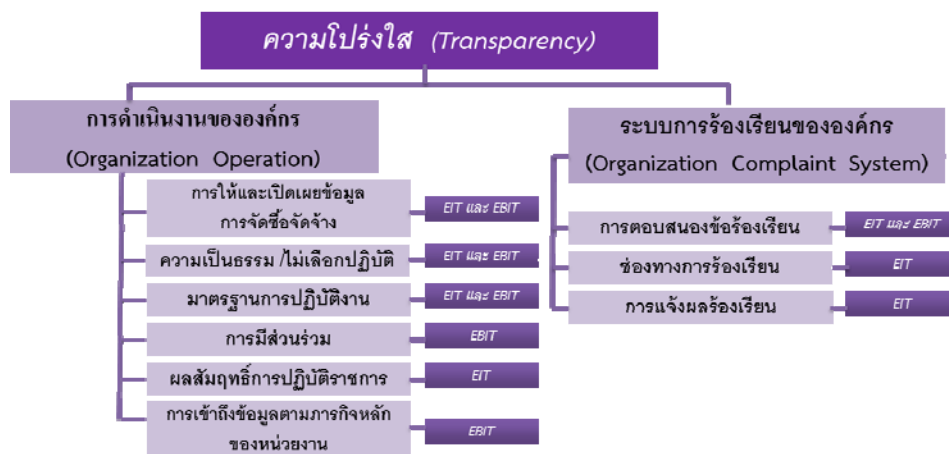 ความโปร่งใส (Transparency)
การดำเนินงานขององค์กร
(Organization Operation)
การให้และเปิดเผยข้อมูล
การจัดซื้อจัดจ้าง
EIT และ EBIT
ความเป็นธรรม /ไม่เลือกปฏิบัติ
EIT และ EBIT
มาตรฐานการปฏิบัติงาน
EIT และ EBIT
การมีส่วนร่วม
EBIT
ผลสัมฤทธิ์การปฏิบัติราชการ
EIT
การเข้าถึงข้อมูลตามภารกิจหลัก
ของหน่วยงาน
EBIT
ระบบการร้องเรียนขององค์กร
(Organization Complaint System)
การตอบสนองข้อร้องเรียน
EIT และ EBIT
ช่องทางการร้องเรียน
EIT
การแจ้งผลร้องเรียน
EIT